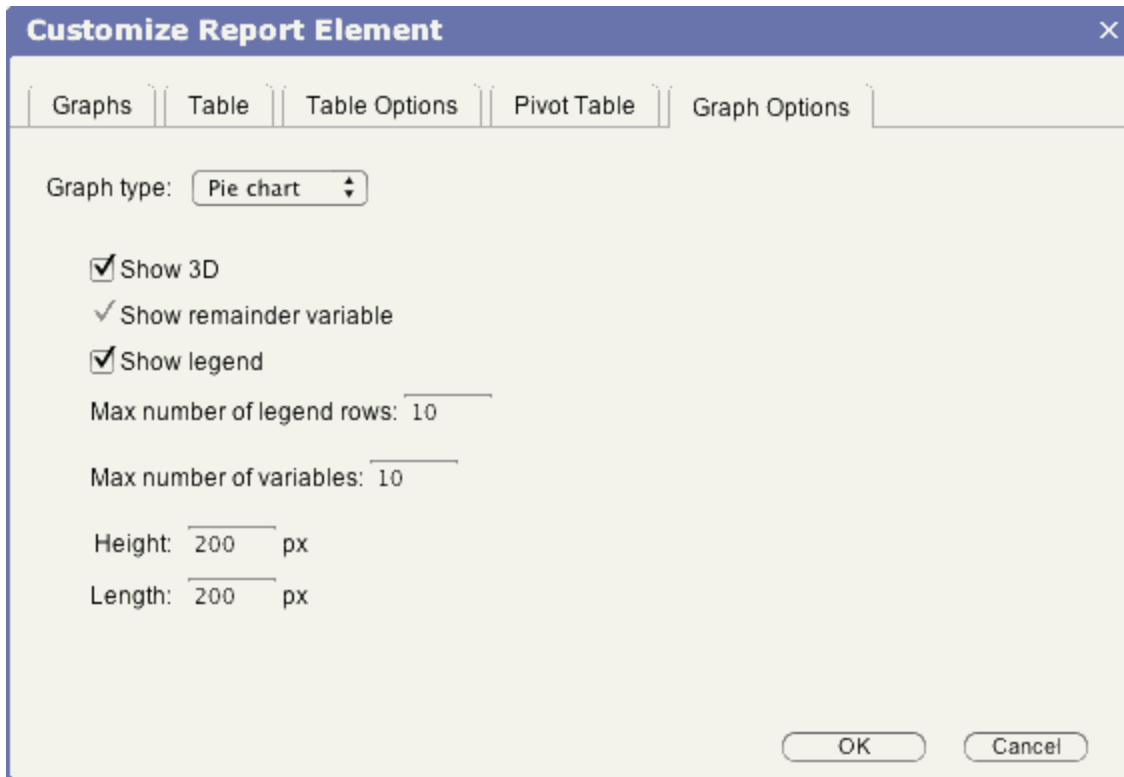 Customize Report Element
Graphs Table Table Options Pivot Table Graph Options
Graph type: Pie chart
Show 3D
Show remainder variable
Show legend
Max number of legend rows: 10
Max number of variables: 10
Height: 200 px
Length: 200 px
OK Cancel